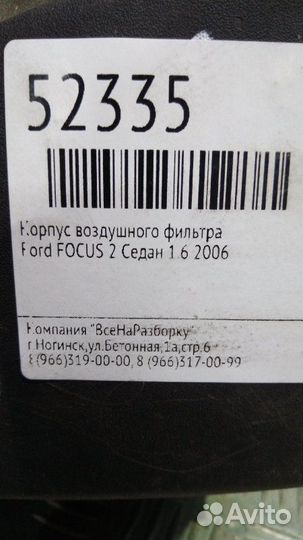 52335
Корпус воздушного фильтра
Ford FOCUS 2 Седан 1.6 2006
Компания "ВсеНаРазборку"
г.Ногинск,ул.Бетонная,1а,стр.6
8(966)319-00-00, 8 (966)317-00-99
Avito